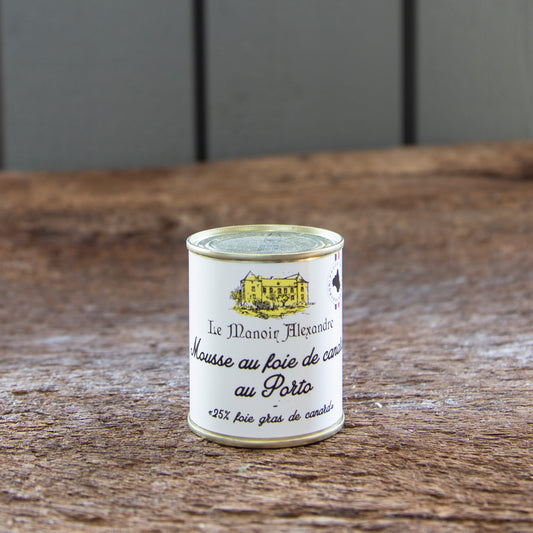 Le Manoir Alexandre
Mousse au foie de canard
au Porto
-
«25% foie gras de canard»